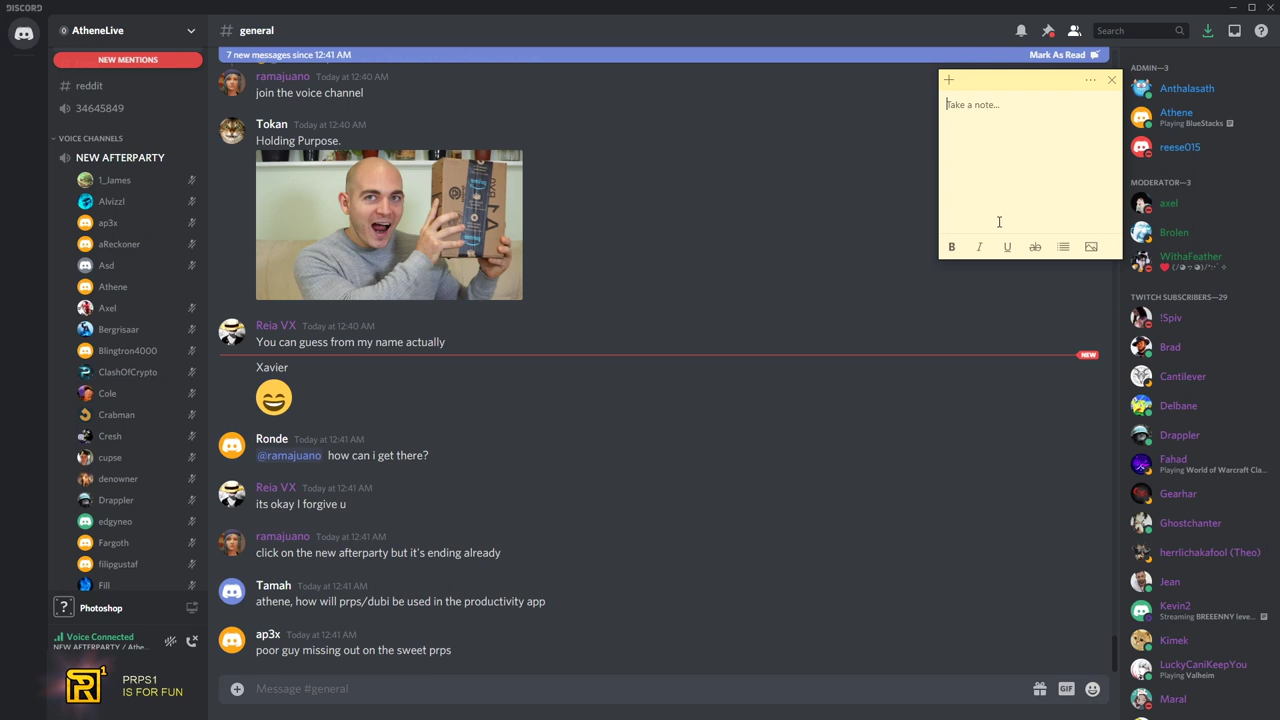 DISCORD
AtheneLive
NEW MENTIONS
reddit
34645849
VOICE CHANNELS
NEW AFTERPARTY
1_James
Alvizzl
ap3x
aReckoner
Asd
Athene
Axel
Bergrisaar
Blingtron4000
ClashOfCrypto
Cole
Crabman
Cresh
cupse
denowner
Drappler
edgyneo
Fargoth
filipgustaf
Fill
? Photoshop
Voice Connected
NEW AFTERPARTY / Athe...
PRPS1
IS FOR FUN
# general
Search
7 new messages since 12:41 AM
Mark As Read
ramajuano Today at 12:40 AM
join the voice channel
Tokan Today at 12:40 AM
Holding Purpose.
Reia VX Today at 12:40 AM
You can guess from my name actually
NEW
Xavier
Ronde Today at 12:41 AM
@ramajuano how can i get there?
Reia VX Today at 12:41 AM
its okay I forgive u
ramajuano Today at 12:41 AM
click on the new afterparty but it's ending already
Tamah Today at 12:41 AM
athene, how will prps/dubi be used in the productivity app
ap3x Today at 12:41 AM
poor guy missing out on the sweet prps
Message #general
GIF
Take a note...
B I U ab
ADMIN—3
Anthalasath
Athene
Playing BlueStacks
reese015
MODERATOR—3
axel
Brolen
WithaFeather
TWITCH SUBSCRIBERS—29
!Spiv
Brad
Cantilever
Delbane
Drappler
Fahad
Playing World of Warcraft Cla...
Gearhar
Ghostchanter
herrlichakafool (Theo)
Jean
Kevin2
Streaming BREEENNY leve...
Kimek
LuckyCaniKeepYou
Playing Valheim
Maral